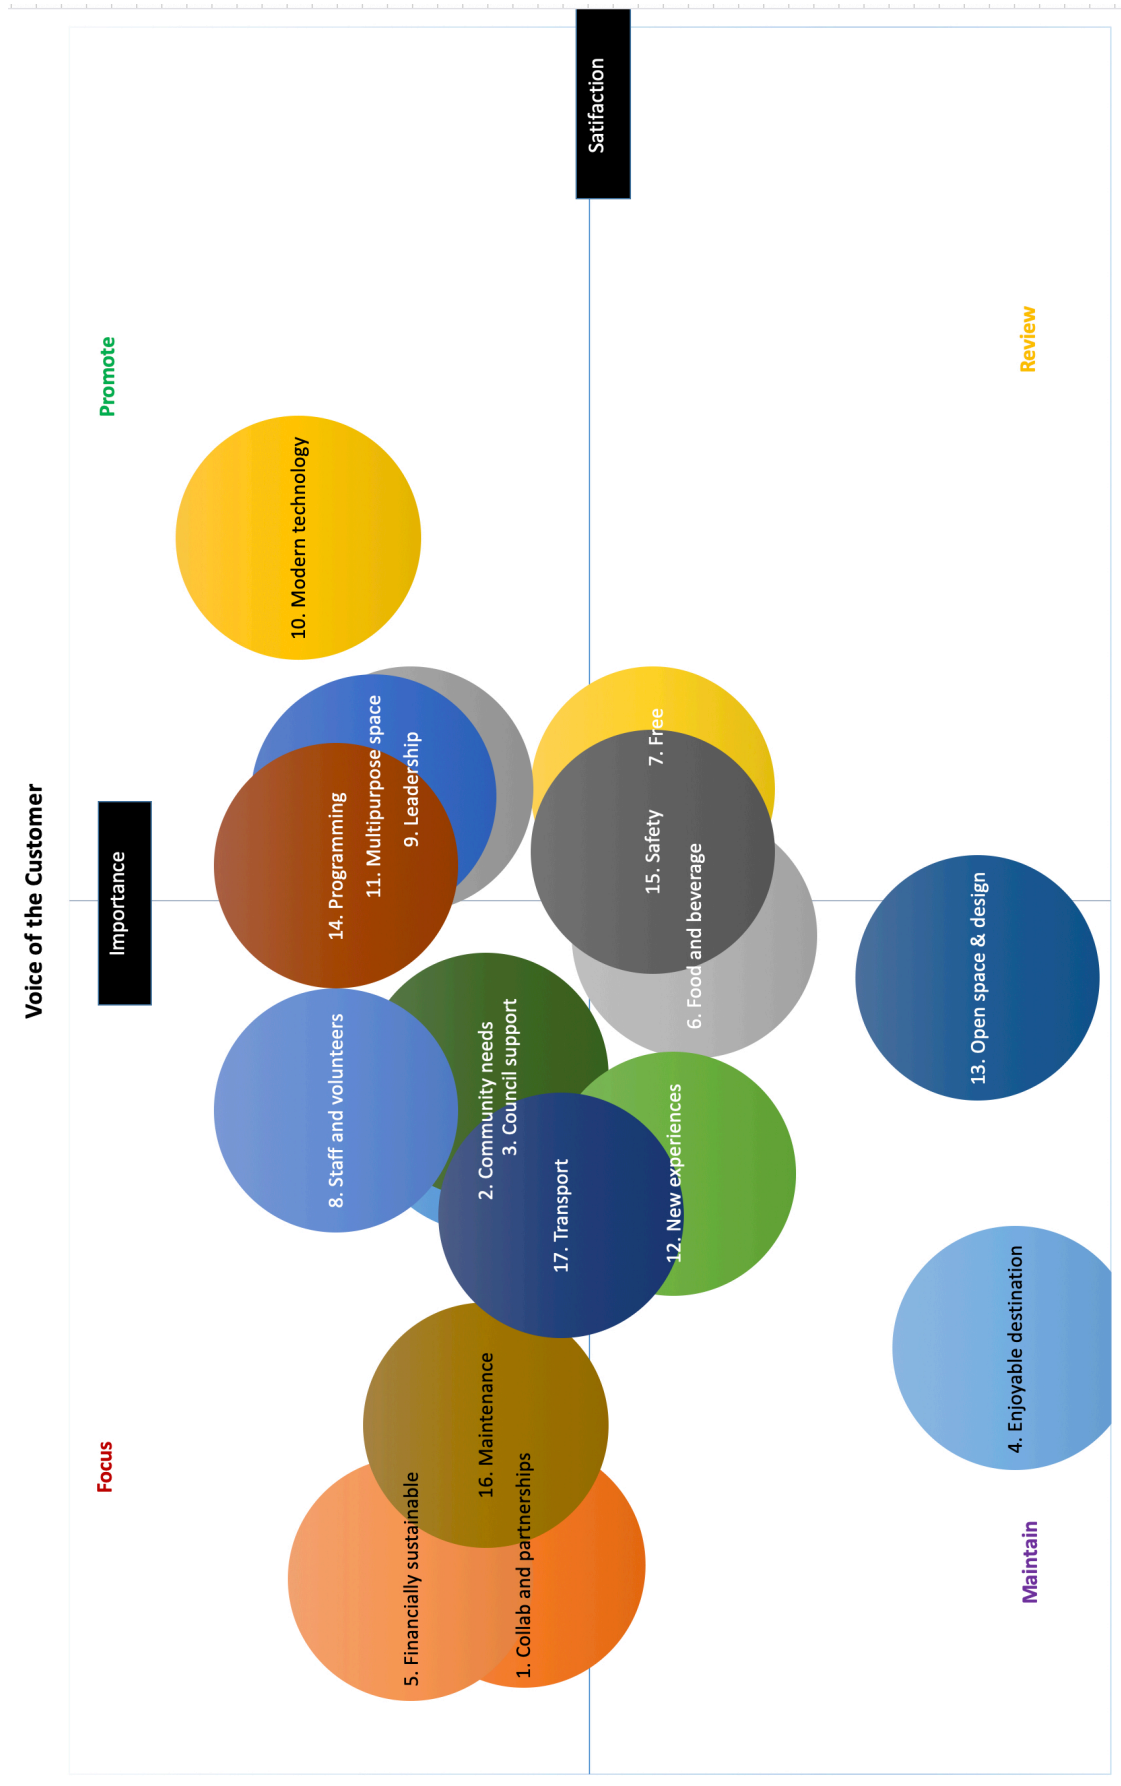 Voice of the Customer
Importance
Focus
Promote
10. Modern technology
8. Staff and volunteers
14. Programming
11. Multipurpose space
5. Financially sustainable
9. Leadership
16. Maintenance
2. Community needs
3. Council support
1. Collab and partnerships
17. Transport
Satifaction
15. Safety
7. Free
12. New experiences
6. Food and beverage
13. Open space & design
4. Enjoyable destination
Maintain
Review